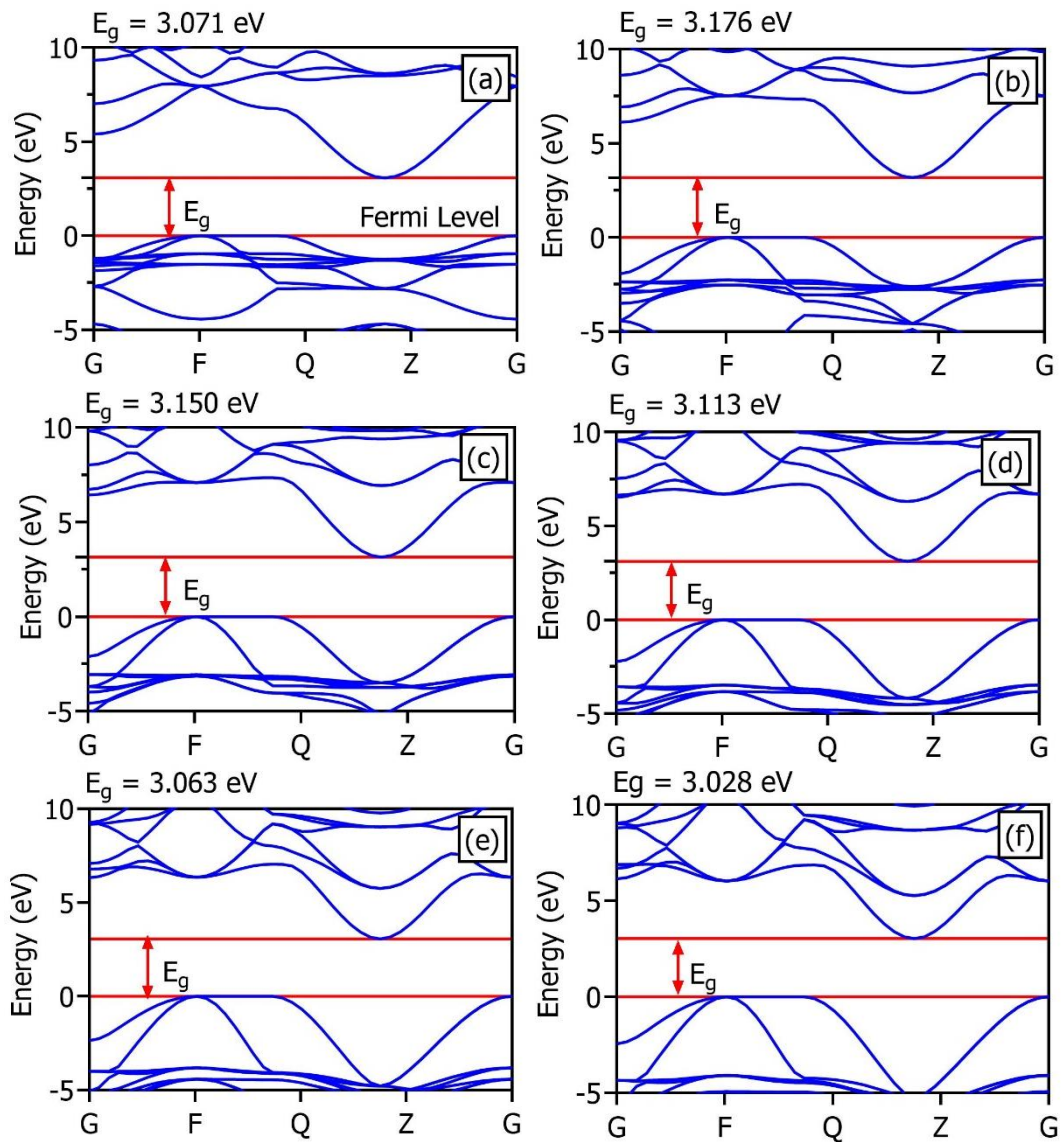 E_g = 3.071 eV
10
5
0
-5
Energy (eV)
(a)
E_g
Fermi Level
G F Q Z G
E_g = 3.176 eV
10
5
0
-5
Energy (eV)
(b)
E_g
G F Q Z G
E_g = 3.150 eV
10
5
0
-5
Energy (eV)
(c)
E_g
G F Q Z G
E_g = 3.113 eV
10
5
0
-5
Energy (eV)
(d)
E_g
G F Q Z G
E_g = 3.063 eV
10
5
0
-5
Energy (eV)
(e)
E_g
G F Q Z G
Eg = 3.028 eV
10
5
0
-5
Energy (eV)
(f)
E_g
G F Q Z G